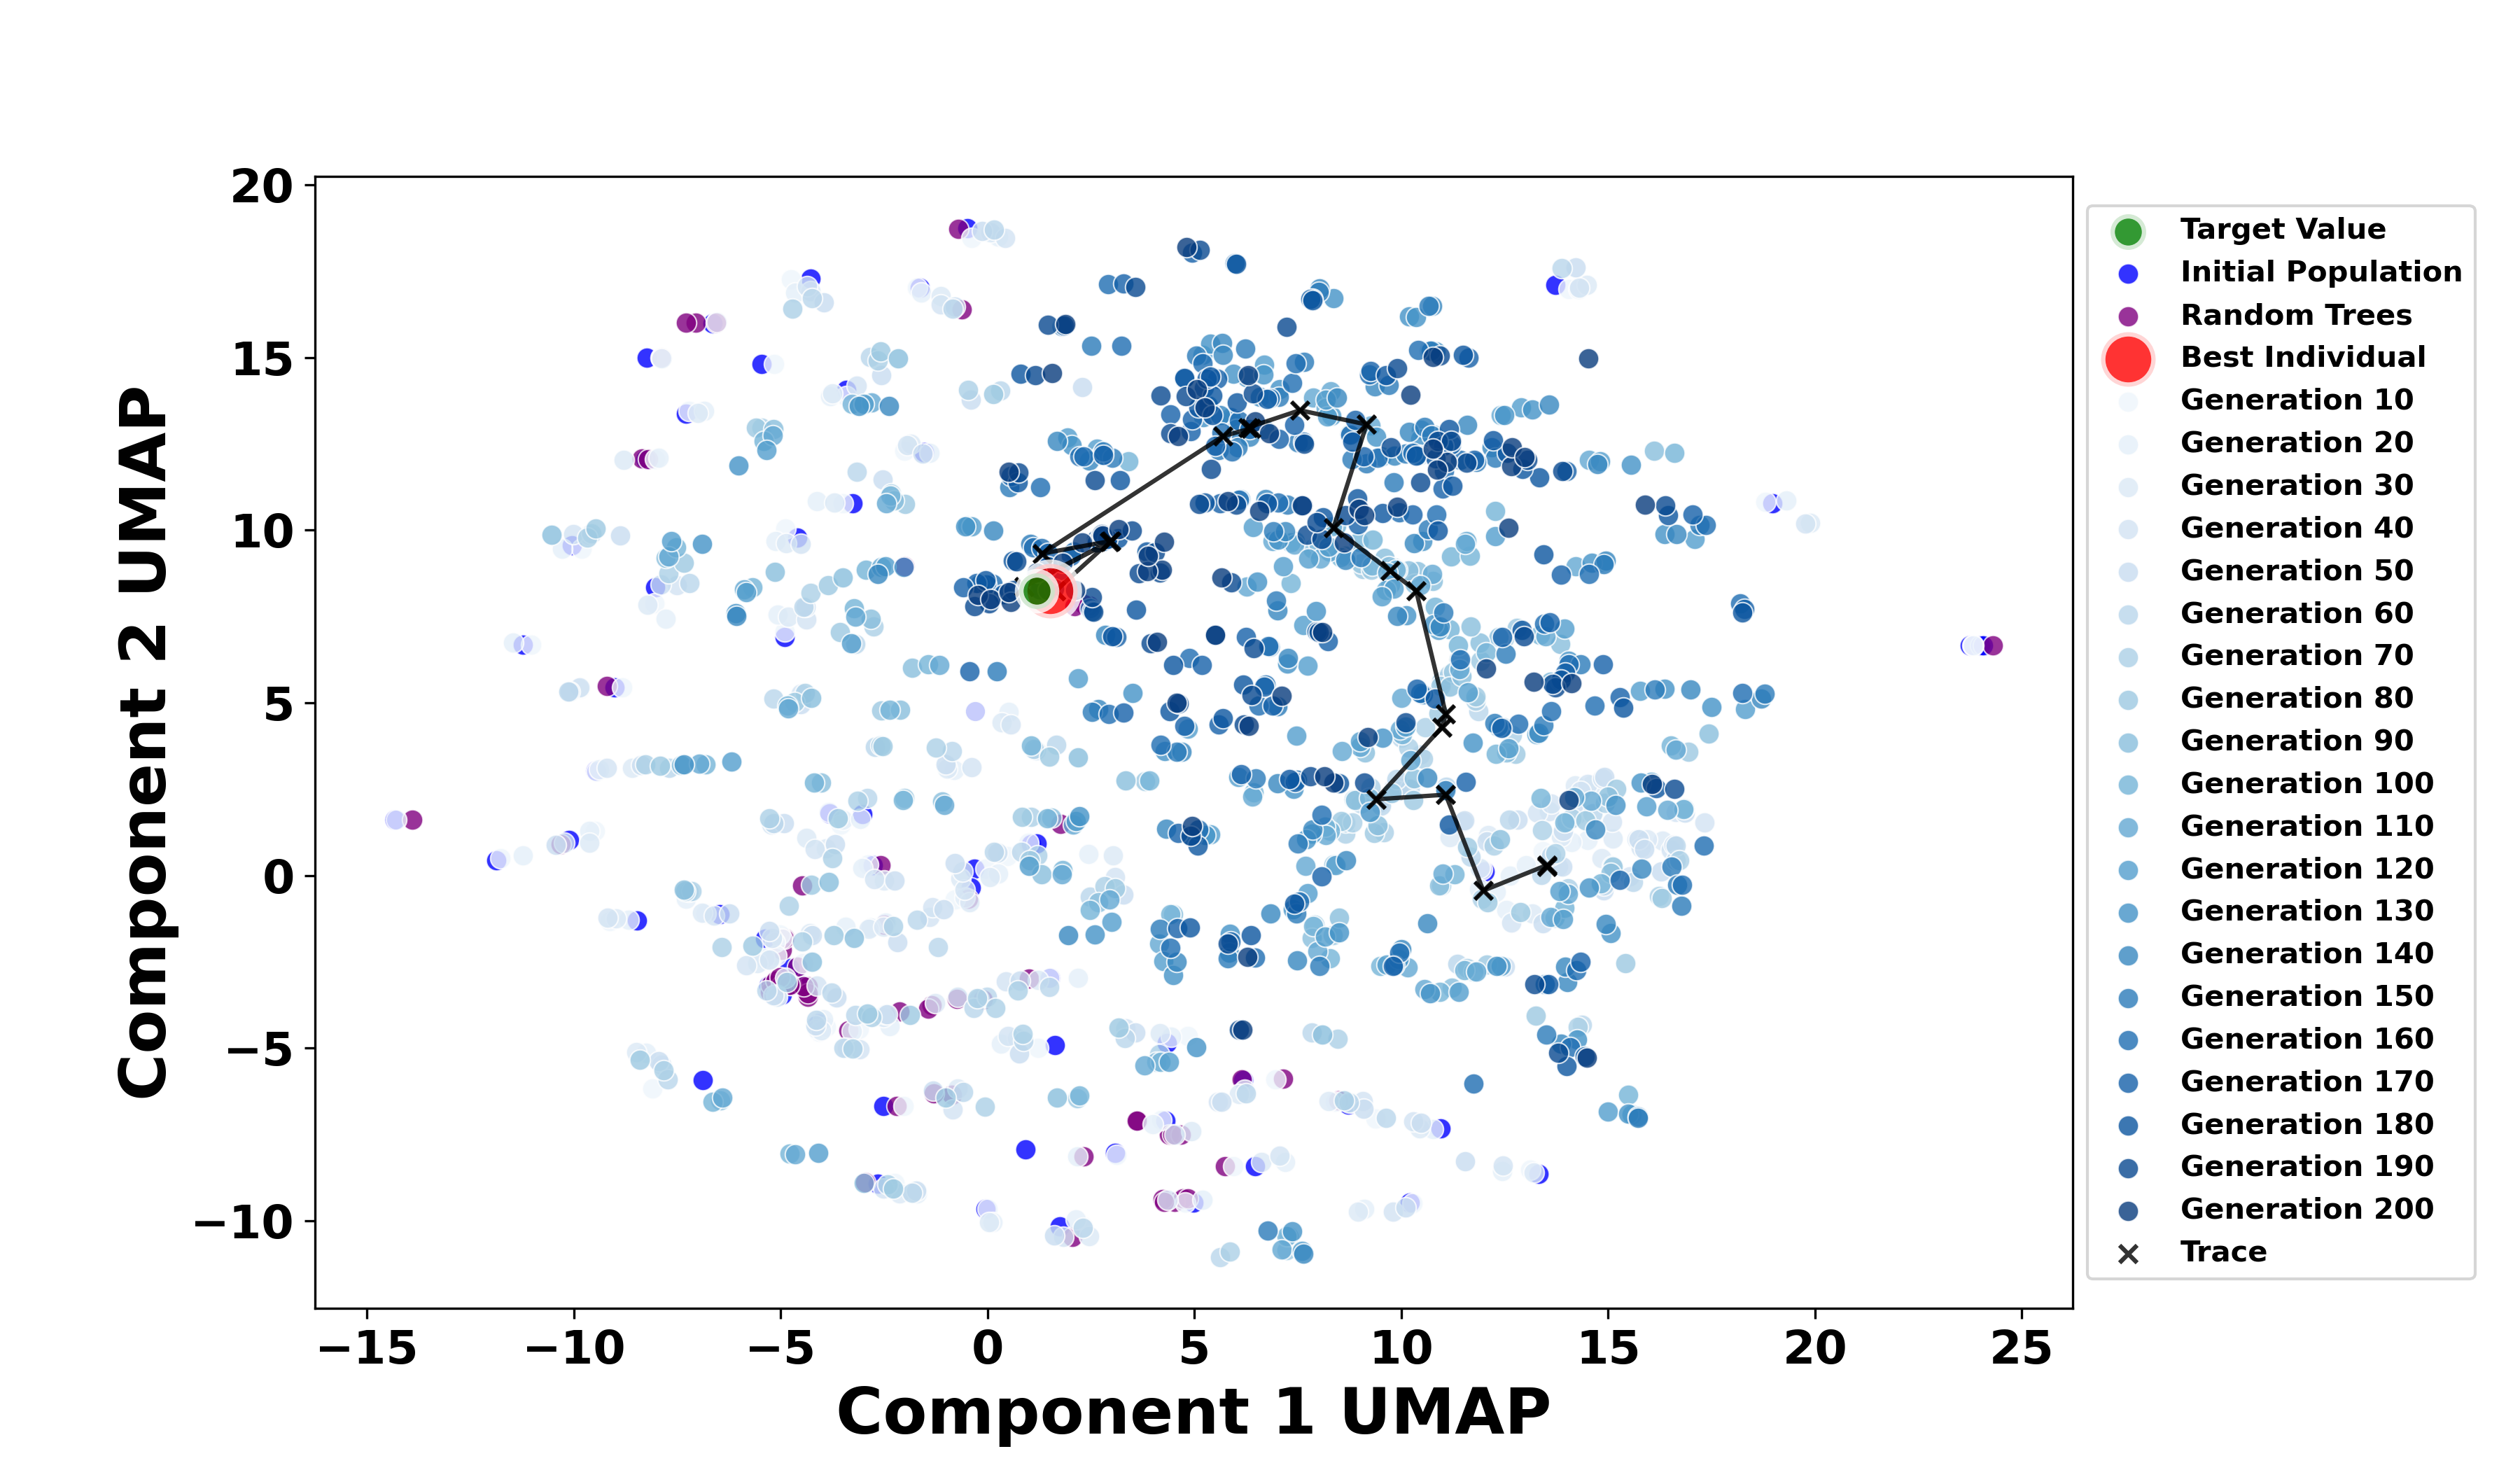 20
15
10
5
0
−5
−10
Component 2 UMAP
−15
−10
−5
0
5
10
15
20
25
Component 1 UMAP
Target Value
Initial Population
Random Trees
Best Individual
Generation 10
Generation 20
Generation 30
Generation 40
Generation 50
Generation 60
Generation 70
Generation 80
Generation 90
Generation 100
Generation 110
Generation 120
Generation 130
Generation 140
Generation 150
Generation 160
Generation 170
Generation 180
Generation 190
Generation 200
Trace